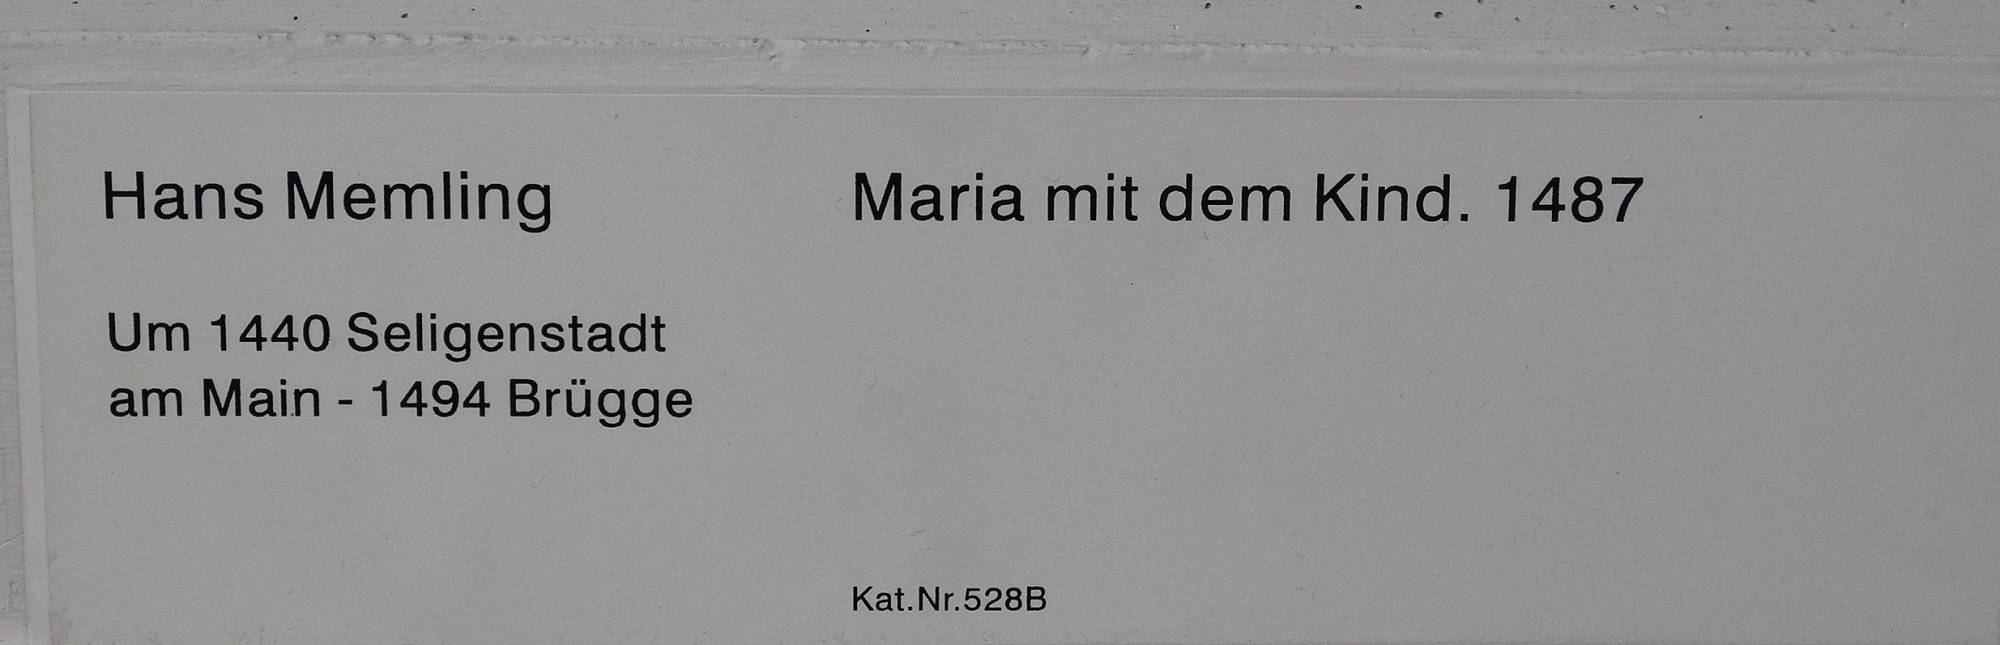 Hans Memling
Um 1440 Seligenstadt
am Main - 1494 Brügge
Maria mit dem Kind. 1487
Kat.Nr.528B